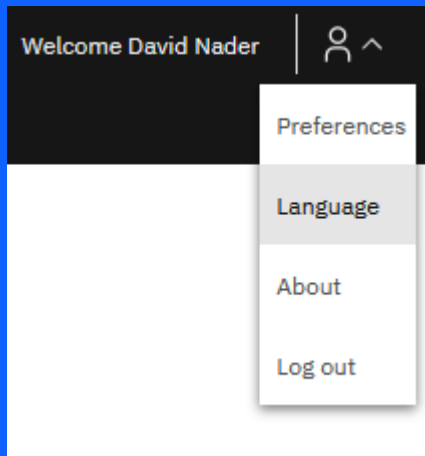 Welcome David Nader
Preferences
Language
About
Log out